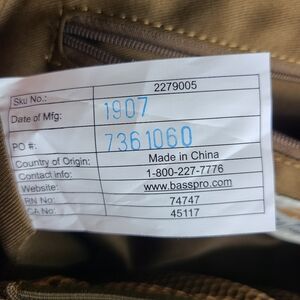 Sku No.: 2279005
Date of Mfg: 1907
PO #: 7361060
Country of Origin: Made in China
Contact info: 1-800-227-7776
Website: www.basspro.com
RN No: 74747
CA No: 45117